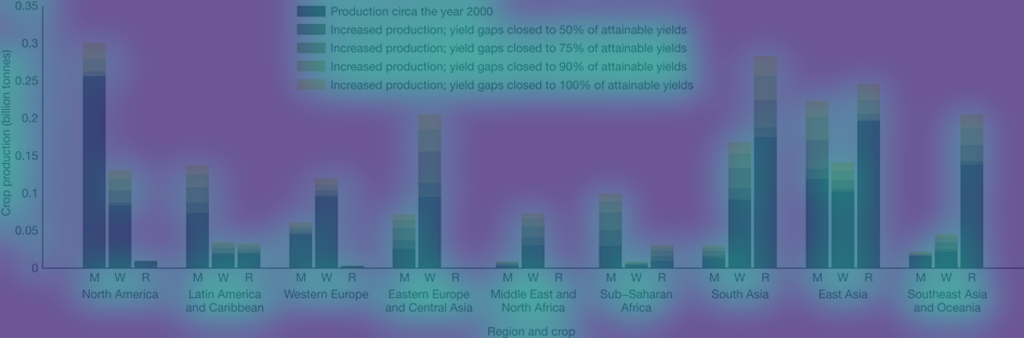 0.35
0.3
0.25
0.2
0.15
0.1
0.05
0
Crop production (billion tonnes)
Production circa the year 2000
Increased production; yield gaps closed to 50% of attainable yields
Increased production; yield gaps closed to 75% of attainable yields
Increased production; yield gaps closed to 90% of attainable yields
Increased production; yield gaps closed to 100% of attainable yields
M W R M W R M W R M W R M W R M W R M W R M W R M W R
North America Latin America Western Europe Eastern Europe Middle East and Sub–Saharan South Asia East Asia Southeast Asia
and Caribbean and Central Asia North Africa Africa and Oceania
Region and crop